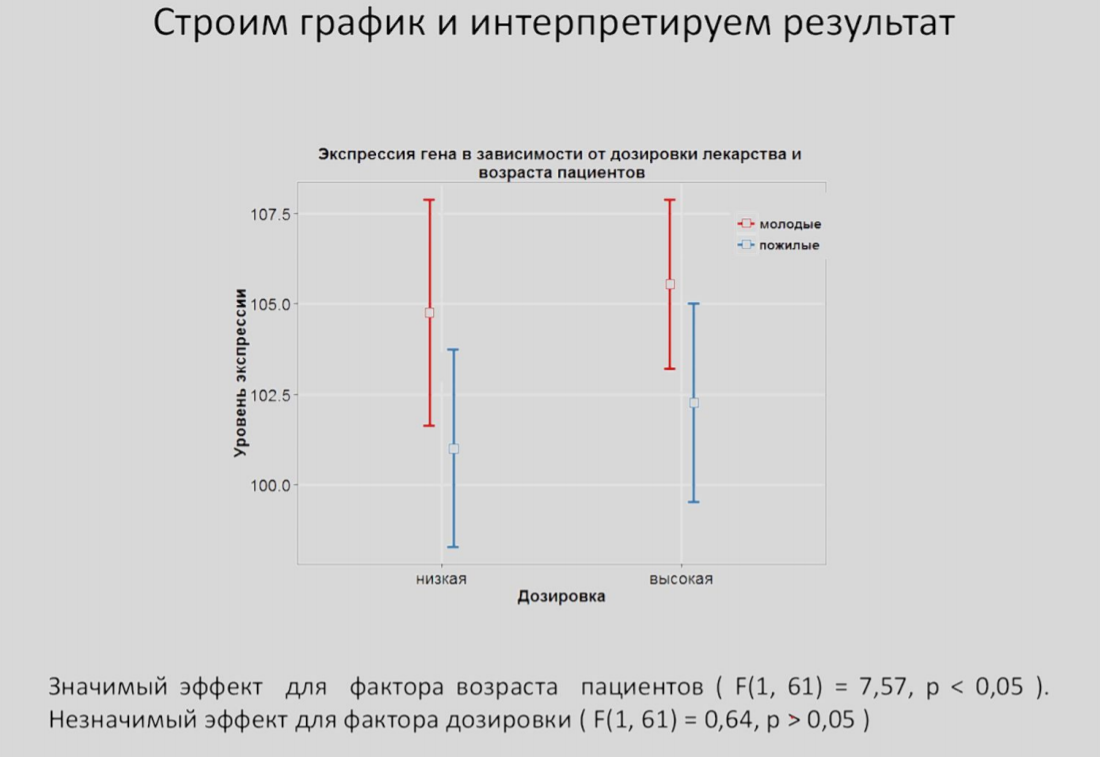 Строим график и интерпретируем результат
Экспрессия гена в зависимости от дозировки лекарства и
возраста пациентов
107.5
105.0
102.5
100.0
Уровень экспрессии
молодые
пожилые
низкая
высокая
Дозировка
Значимый эффект для фактора возраста пациентов ( F(1, 61) = 7,57, p < 0,05 ).
Незначимый эффект для фактора дозировки ( F(1, 61) = 0,64, p > 0,05 )